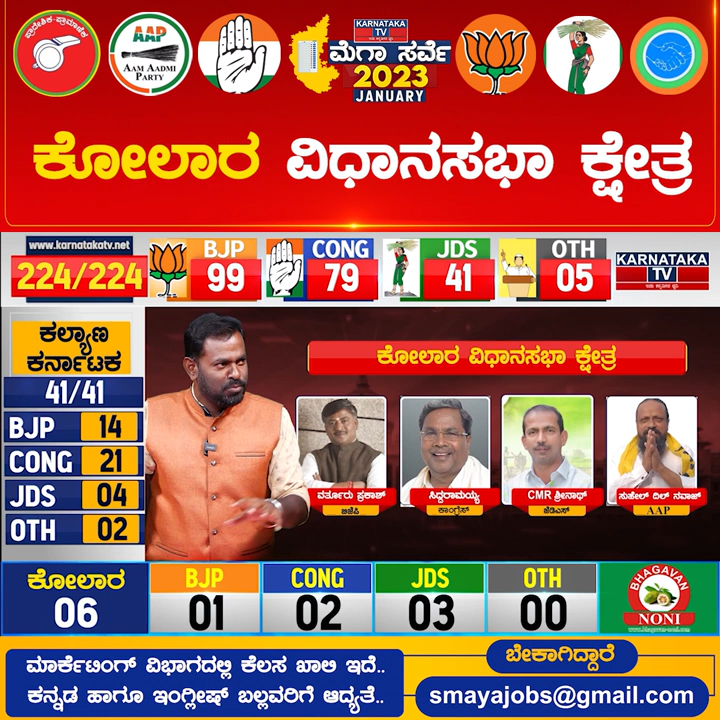 ಪ್ರಾದೇಶಿಕ-ಪ್ರಾಮಾಣಿಕ
AAP
AAM AADMI
PARTY
KARNATAKA
TV
ಮೆಗಾ ಸರ್ವೆ
2023
JANUARY
ಕೋಲಾರ ವಿಧಾನಸಭಾ ಕ್ಷೇತ್ರ
www.karnatakatv.net
224/224
BJP
99
CONG
79
JDS
41
OTH
05
KARNATAKA
TV
ಕಲ್ಯಾಣ
ಕರ್ನಾಟಕ
41/41
BJP 14
CONG 21
JDS 04
OTH 02
ಕೋಲಾರ ವಿಧಾನಸಭಾ ಕ್ಷೇತ್ರ
ವರ್ತೂರು ಪ್ರಕಾಶ್
ಬಿಜೆಪಿ
ಸಿದ್ದರಾಮಯ್ಯ
ಕಾಂಗ್ರೆಸ್
CMR ಶ್ರೀನಾಥ್
ಜೆಡಿಎಸ್
ಸುಹೇಲ್ ದಿಲ್ ನವಾಜ್
AAP
ಕೋಲಾರ
06
BJP
01
CONG
02
JDS
03
OTH
00
BHAGAVAN
NONI
ಮಾರ್ಕೆಟಿಂಗ್ ವಿಭಾಗದಲ್ಲಿ ಕೆಲಸ ಖಾಲಿ ಇದೆ..
ಕನ್ನಡ ಹಾಗೂ ಇಂಗ್ಲೀಷ್ ಬಲ್ಲವರಿಗೆ ಆದ್ಯತೆ..
ಬೇಕಾಗಿದ್ದಾರೆ
smayajobs@gmail.com